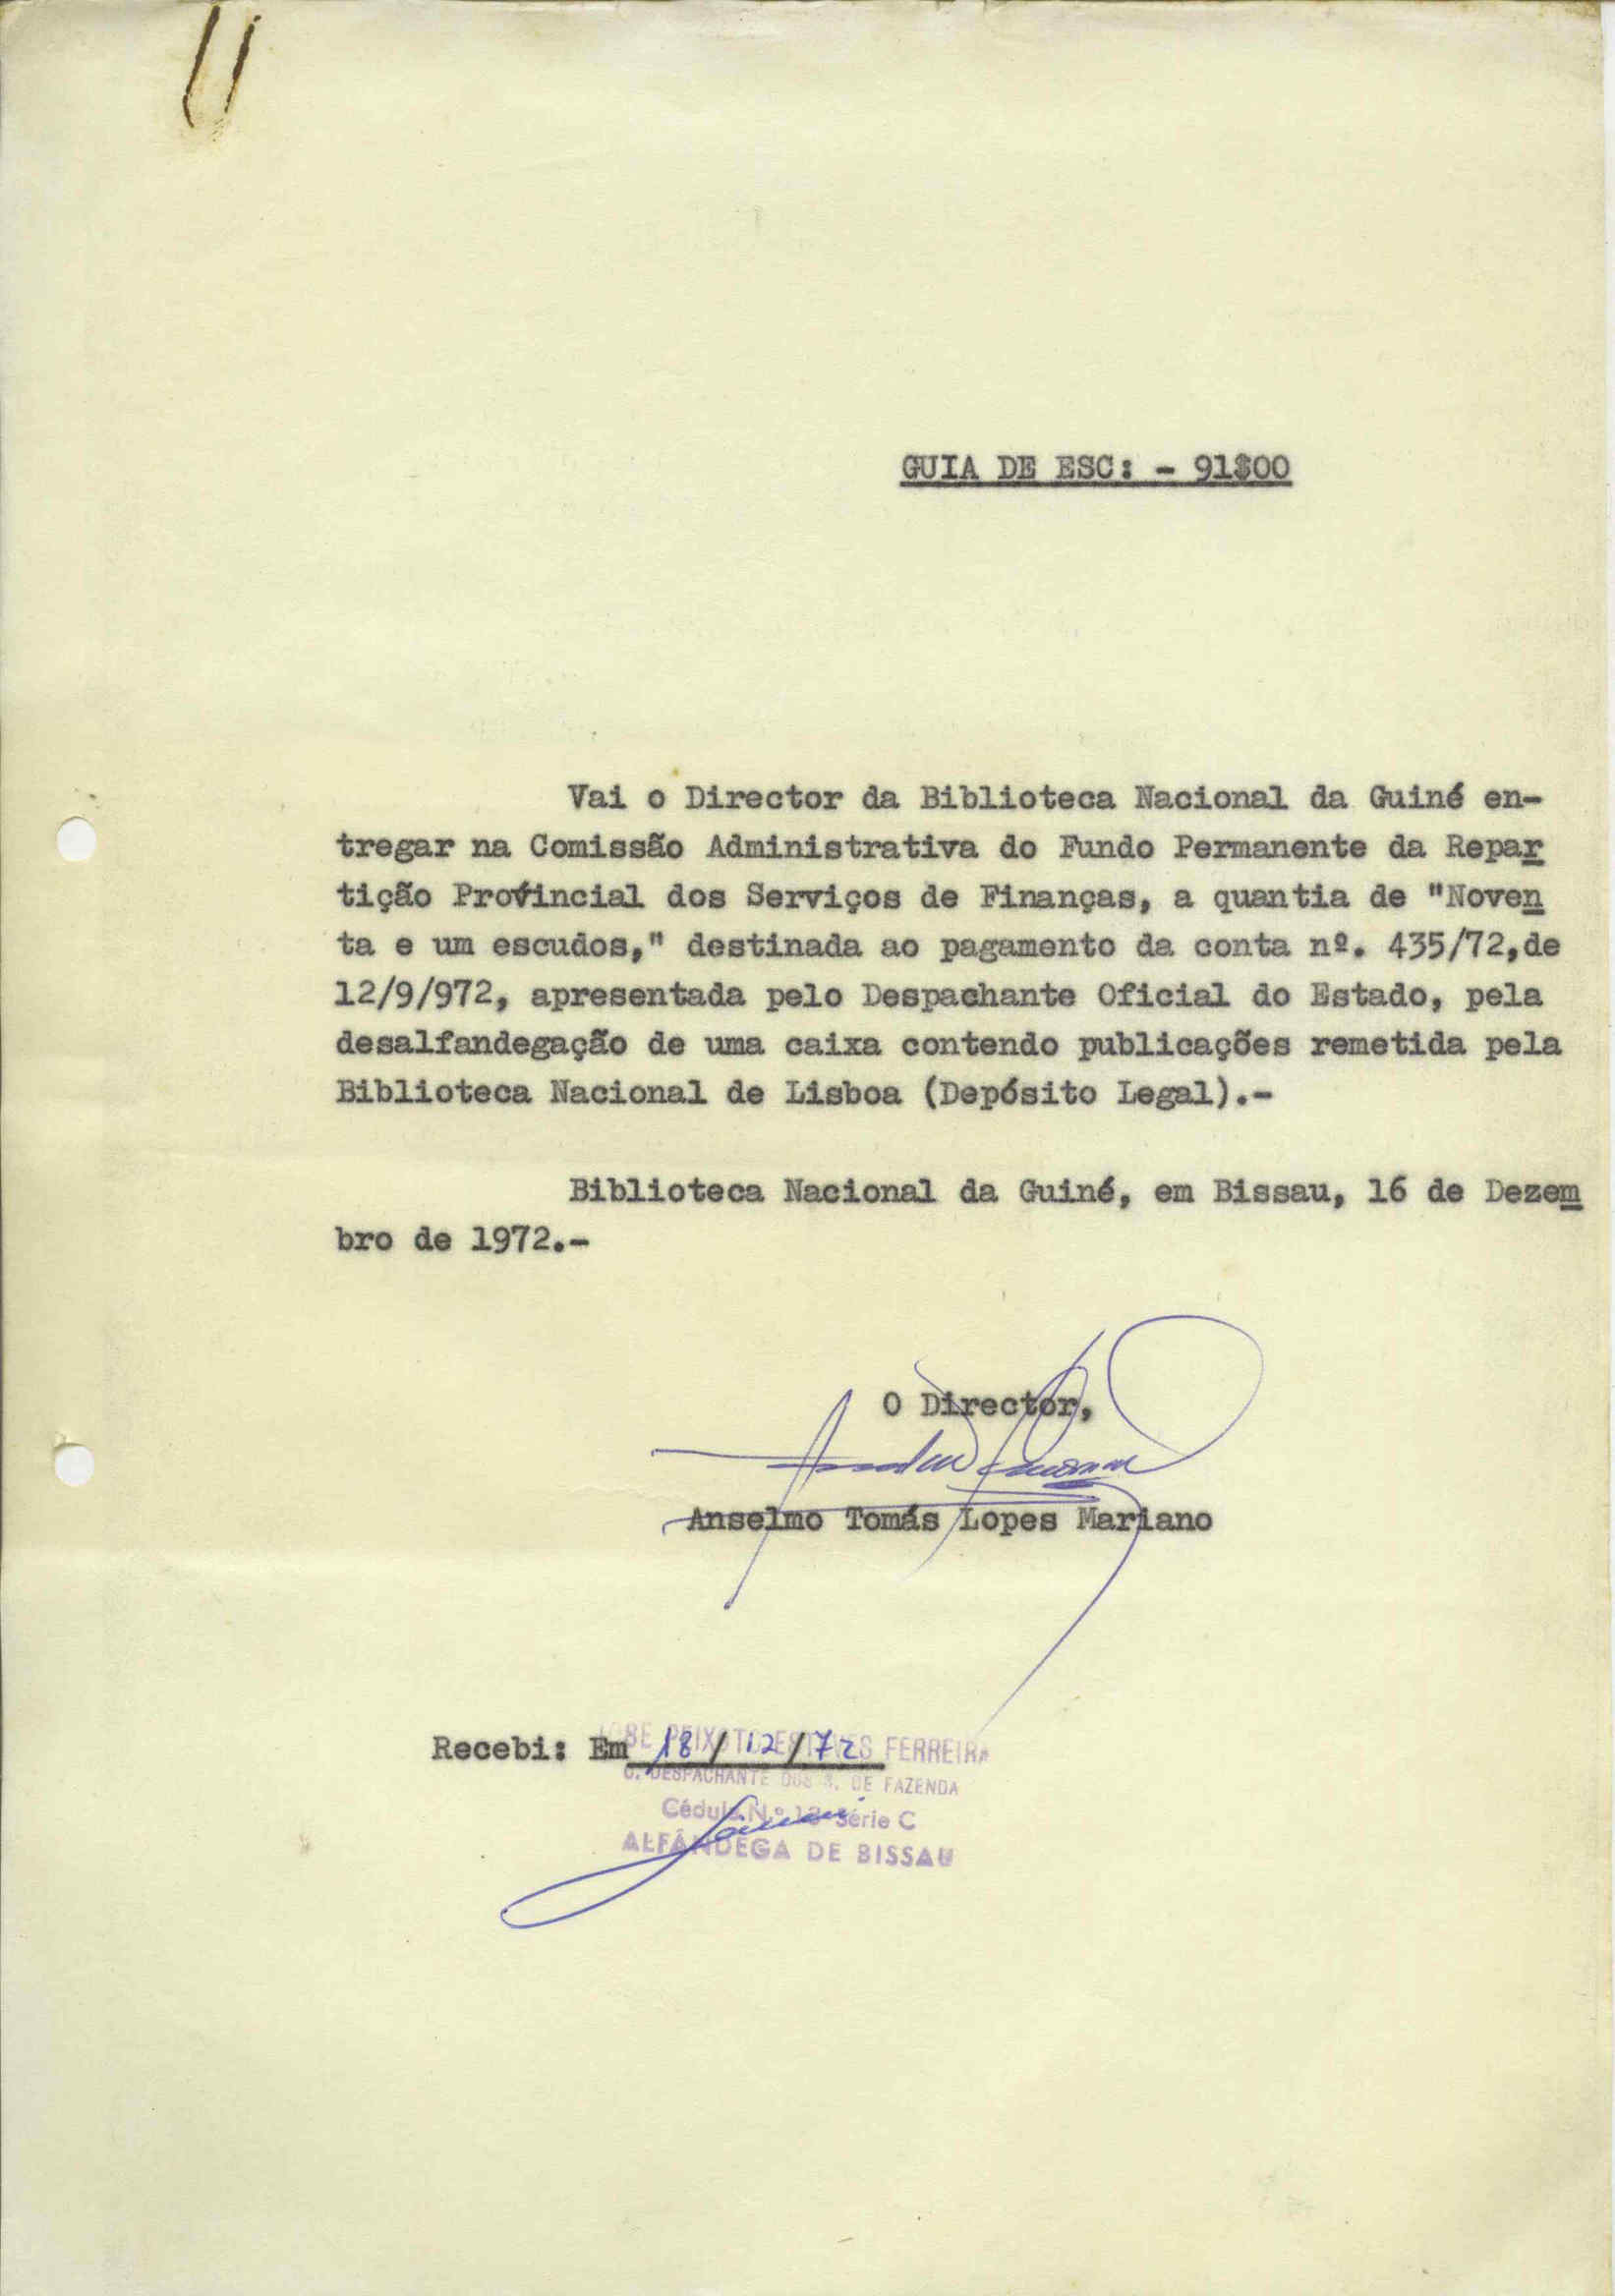 GUIA DE ESC: - 91$00
Vai o Director da Biblioteca Nacional da Guiné en-
tregar na Comissão Administrativa do Fundo Permanente da Repar
tição Provincial dos Serviços de Finanças, a quantia de "Noven
ta e um escudos," destinada ao pagamento da conta nº. 435/72,de
12/9/972, apresentada pelo Despachante Oficial do Estado, pela
desalfandegação de uma caixa contendo publicações remetida pela
Biblioteca Nacional de Lisboa (Depósito Legal).-
Biblioteca Nacional da Guiné, em Bissau, 16 de Dezem
bro de 1972.-
O Director,
Anselmo Tomás Lopes Mariano
Recebi: Em 18/12/72
PEIXOTO FERREIRA
DESPACHANTE DOS DE FAZENDA
Cédula N.º Série C
ALFÂNDEGA DE BISSAU